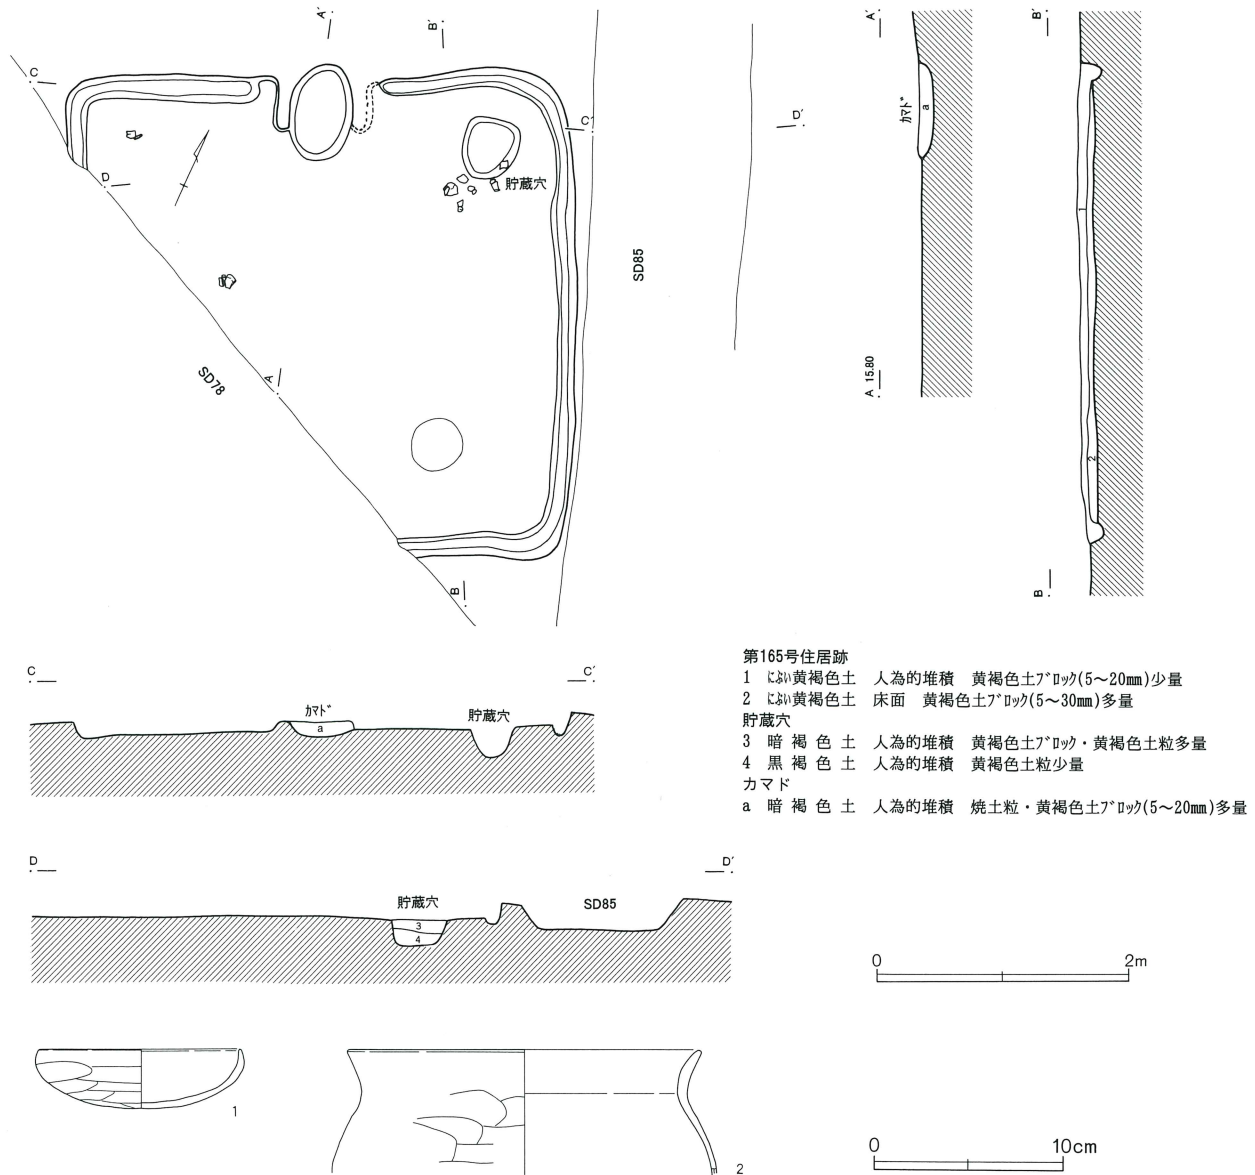 A′
B′
C
C′
D
D′
貯蔵穴
SD85
SD78
A
B
A′
カマド
a
A 15.80
B′
1
2
B
C
C′
カマド
a
貯蔵穴
第165号住居跡
1 にぶい黄褐色土 人為的堆積 黄褐色土ブロック(5～20mm)少量
2 にぶい黄褐色土 床面 黄褐色土ブロック(5～30mm)多量
貯蔵穴
3 暗褐色土 人為的堆積 黄褐色土ブロック・黄褐色土粒多量
4 黒褐色土 人為的堆積 黄褐色土粒少量
カマド
a 暗褐色土 人為的堆積 焼土粒・黄褐色土ブロック(5～20mm)多量
D
D′
貯蔵穴
3
4
SD85
0 2m
1
2
0 10cm